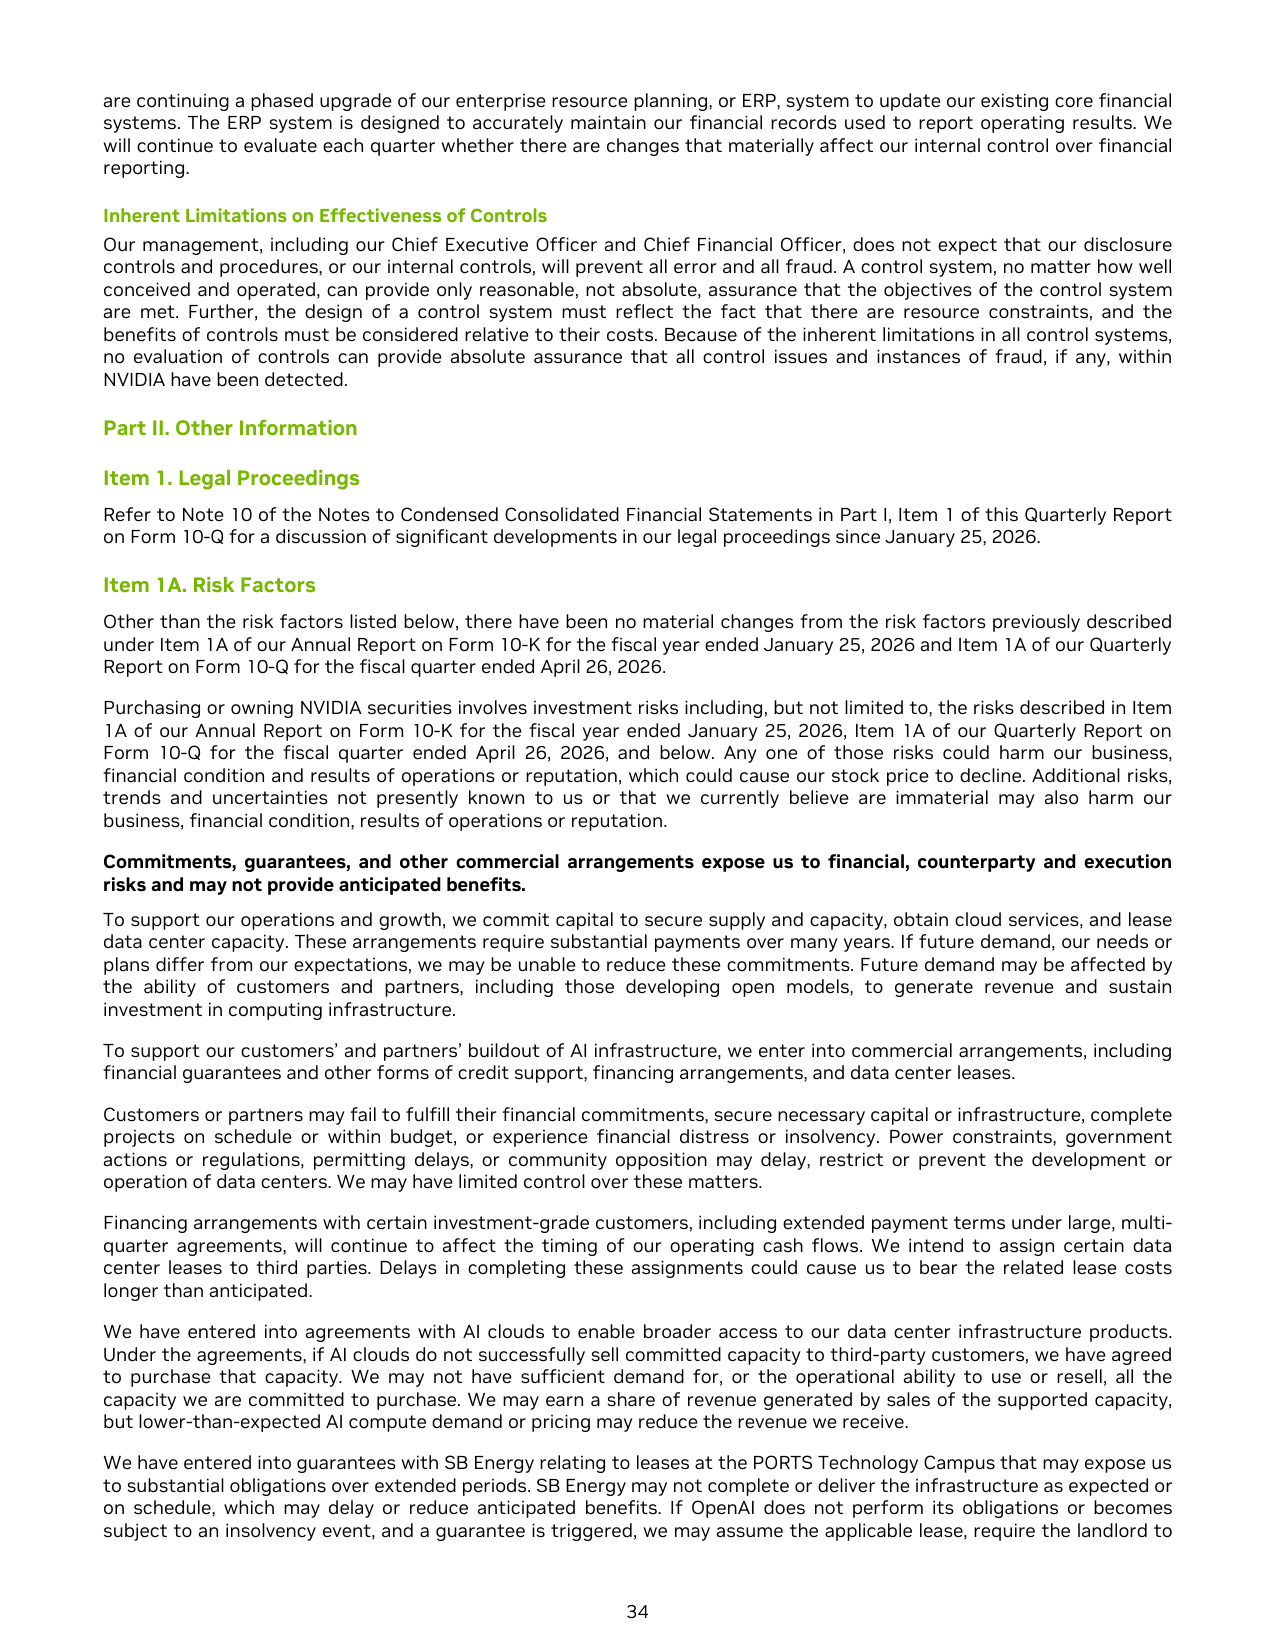 are continuing a phased upgrade of our enterprise resource planning, or ERP, system to update our existing core financial
systems. The ERP system is designed to accurately maintain our financial records used to report operating results. We
will continue to evaluate each quarter whether there are changes that materially affect our internal control over financial
reporting.
Inherent Limitations on Effectiveness of Controls
Our management, including our Chief Executive Officer and Chief Financial Officer, does not expect that our disclosure
controls and procedures, or our internal controls, will prevent all error and all fraud. A control system, no matter how well
conceived and operated, can provide only reasonable, not absolute, assurance that the objectives of the control system
are met. Further, the design of a control system must reflect the fact that there are resource constraints, and the
benefits of controls must be considered relative to their costs. Because of the inherent limitations in all control systems,
no evaluation of controls can provide absolute assurance that all control issues and instances of fraud, if any, within
NVIDIA have been detected.
Part II. Other Information
Item 1. Legal Proceedings
Refer to Note 10 of the Notes to Condensed Consolidated Financial Statements in Part I, Item 1 of this Quarterly Report
on Form 10-Q for a discussion of significant developments in our legal proceedings since January 25, 2026.
Item 1A. Risk Factors
Other than the risk factors listed below, there have been no material changes from the risk factors previously described
under Item 1A of our Annual Report on Form 10-K for the fiscal year ended January 25, 2026 and Item 1A of our Quarterly
Report on Form 10-Q for the fiscal quarter ended April 26, 2026.
Purchasing or owning NVIDIA securities involves investment risks including, but not limited to, the risks described in Item
1A of our Annual Report on Form 10-K for the fiscal year ended January 25, 2026, Item 1A of our Quarterly Report on
Form 10-Q for the fiscal quarter ended April 26, 2026, and below. Any one of those risks could harm our business,
financial condition and results of operations or reputation, which could cause our stock price to decline. Additional risks,
trends and uncertainties not presently known to us or that we currently believe are immaterial may also harm our
business, financial condition, results of operations or reputation.
Commitments, guarantees, and other commercial arrangements expose us to financial, counterparty and execution
risks and may not provide anticipated benefits.
To support our operations and growth, we commit capital to secure supply and capacity, obtain cloud services, and lease
data center capacity. These arrangements require substantial payments over many years. If future demand, our needs or
plans differ from our expectations, we may be unable to reduce these commitments. Future demand may be affected by
the ability of customers and partners, including those developing open models, to generate revenue and sustain
investment in computing infrastructure.
To support our customers’ and partners’ buildout of AI infrastructure, we enter into commercial arrangements, including
financial guarantees and other forms of credit support, financing arrangements, and data center leases.
Customers or partners may fail to fulfill their financial commitments, secure necessary capital or infrastructure, complete
projects on schedule or within budget, or experience financial distress or insolvency. Power constraints, government
actions or regulations, permitting delays, or community opposition may delay, restrict or prevent the development or
operation of data centers. We may have limited control over these matters.
Financing arrangements with certain investment-grade customers, including extended payment terms under large, multi-
quarter agreements, will continue to affect the timing of our operating cash flows. We intend to assign certain data
center leases to third parties. Delays in completing these assignments could cause us to bear the related lease costs
longer than anticipated.
We have entered into agreements with AI clouds to enable broader access to our data center infrastructure products.
Under the agreements, if AI clouds do not successfully sell committed capacity to third-party customers, we have agreed
to purchase that capacity. We may not have sufficient demand for, or the operational ability to use or resell, all the
capacity we are committed to purchase. We may earn a share of revenue generated by sales of the supported capacity,
but lower-than-expected AI compute demand or pricing may reduce the revenue we receive.
We have entered into guarantees with SB Energy relating to leases at the PORTS Technology Campus that may expose us
to substantial obligations over extended periods. SB Energy may not complete or deliver the infrastructure as expected or
on schedule, which may delay or reduce anticipated benefits. If OpenAI does not perform its obligations or becomes
subject to an insolvency event, and a guarantee is triggered, we may assume the applicable lease, require the landlord to
34